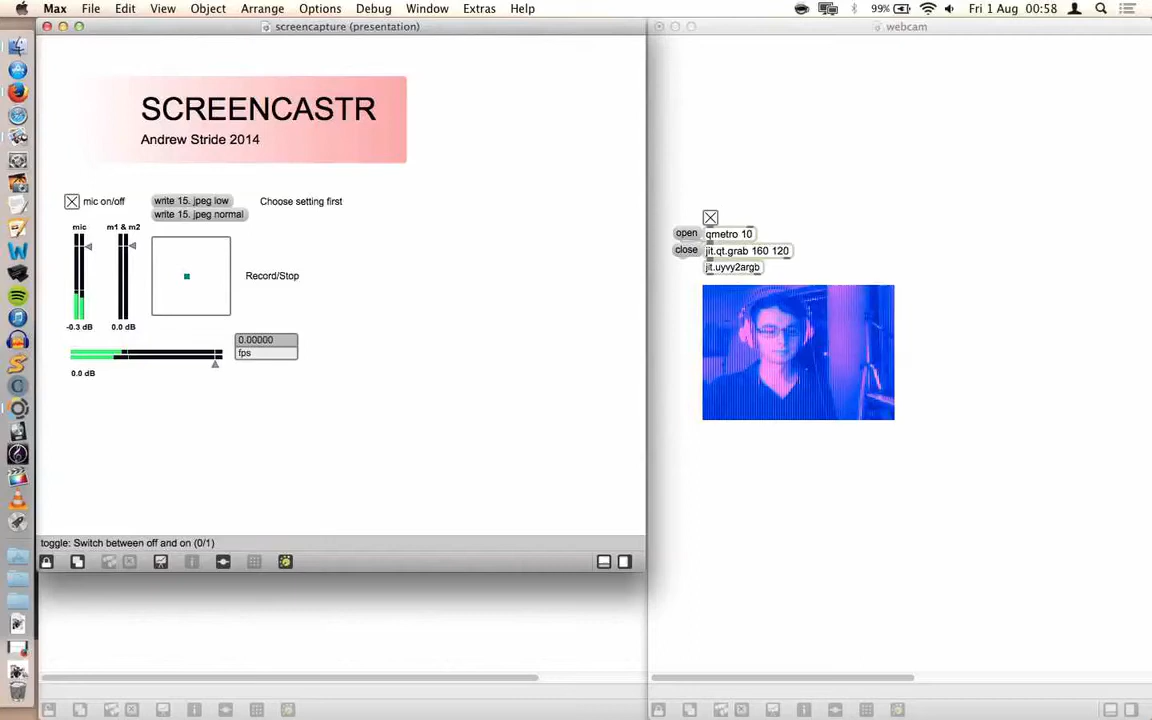 Max File Edit View Object Arrange Options Debug Window Extras Help
99% Fri 1 Aug 00:58
screencapture (presentation)
webcam
SCREENCASTR
Andrew Stride 2014
mic on/off
write 15. jpeg low
Choose setting first
write 15. jpeg normal
mic
m1 & m2
Record/Stop
-0.3 dB
0.0 dB
0.00000
fps
0.0 dB
open
qmetro 10
close
jit.qt.grab 160 120
jit.uyvy2argb
toggle: Switch between off and on (0/1)